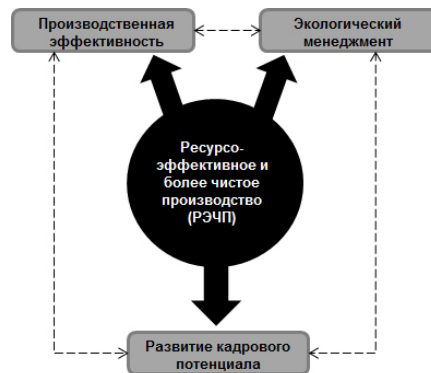 Производственная
эффективность
Экологический
менеджмент
Ресурсо-
эффективное и
более чистое
производство
(РЭЧП)
Развитие кадрового
потенциала